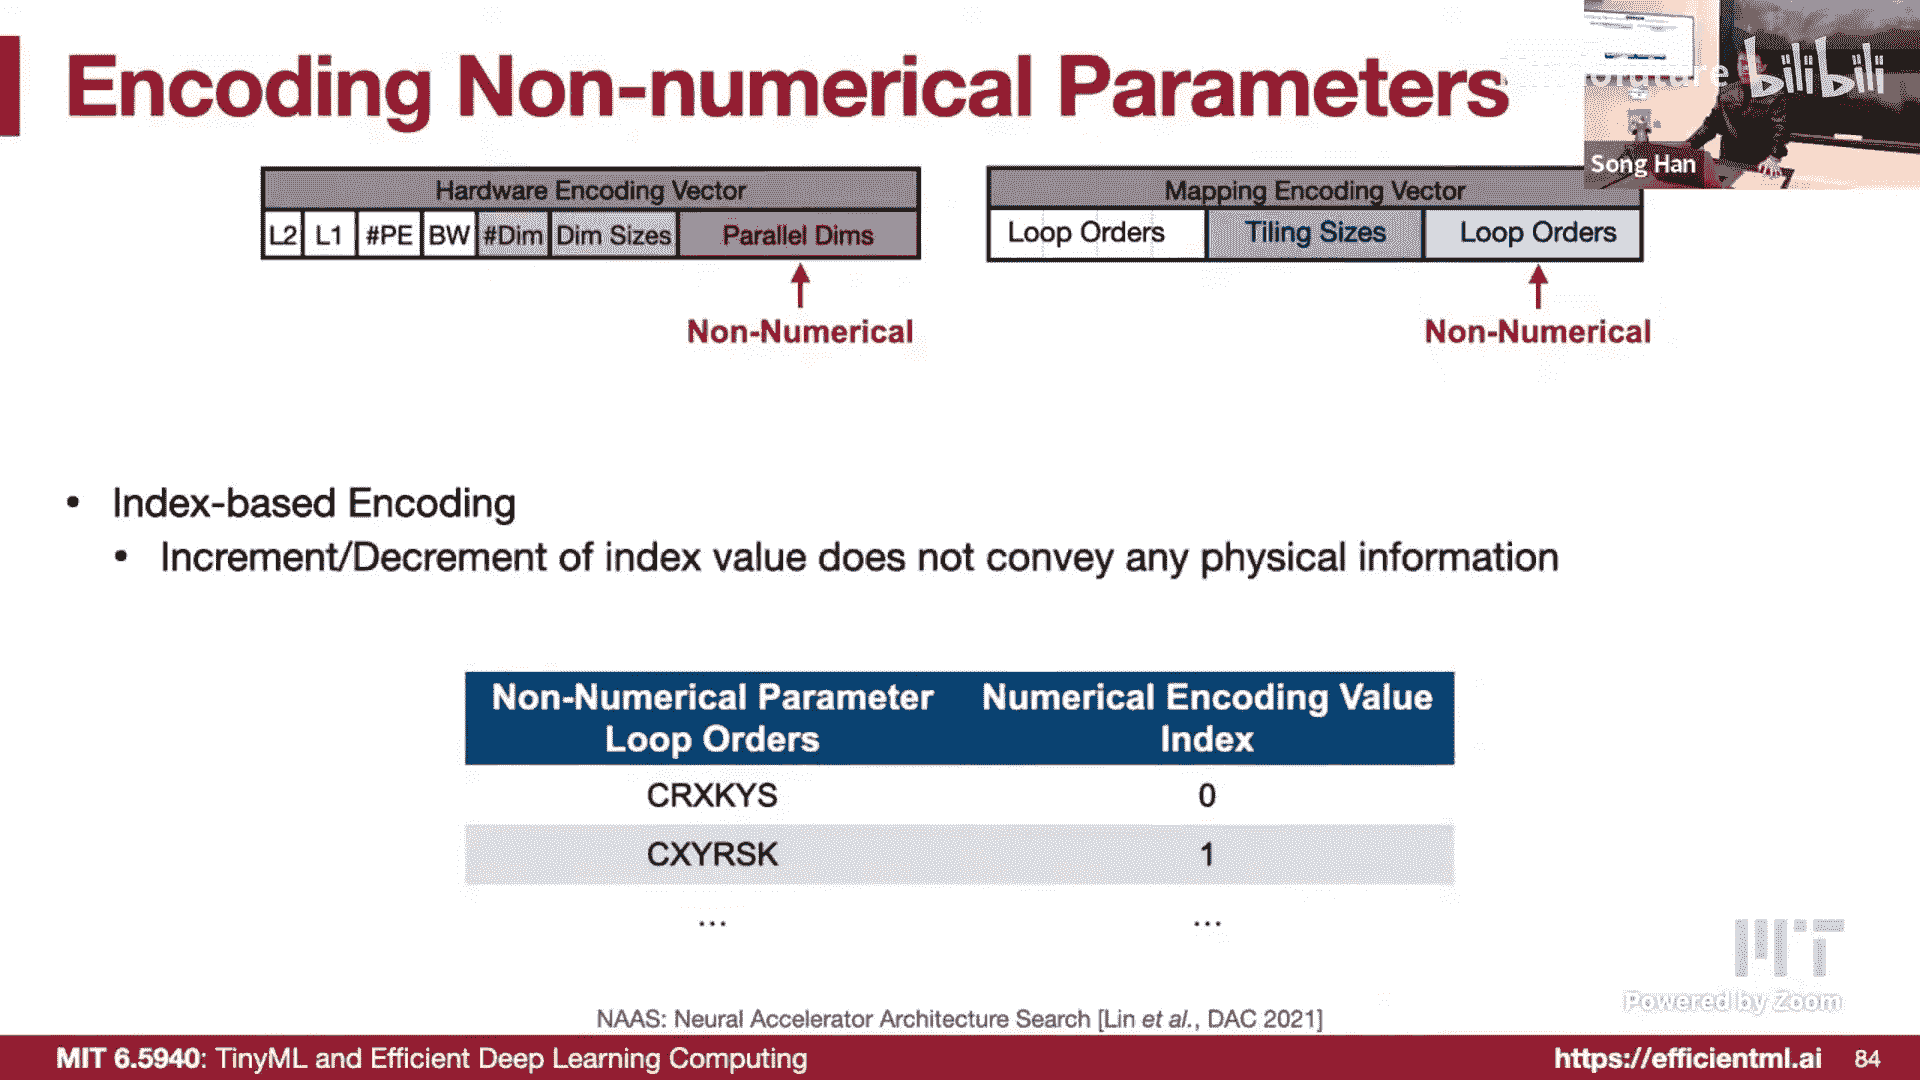 Encoding Non-numerical Parameters
bilibili
Song Han
Hardware Encoding Vector
L2 L1 #PE BW #Dim Dim Sizes Parallel Dims
Non-Numerical
Mapping Encoding Vector
Loop Orders Tiling Sizes Loop Orders
Non-Numerical
• Index-based Encoding
• Increment/Decrement of index value does not convey any physical information
Non-Numerical Parameter Numerical Encoding Value
Loop Orders Index
CRXKYS 0
CXYRSK 1
... ...
MIT
Powered by Zoom
NAAS: Neural Accelerator Architecture Search [Lin et al., DAC 2021]
MIT 6.5940: TinyML and Efficient Deep Learning Computing
https://efficientml.ai 84